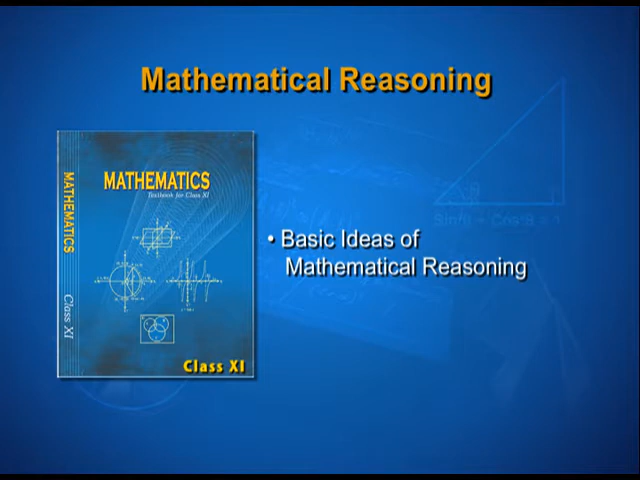 Mathematical Reasoning
MATHEMATICS
Textbook for Class XI
MATHEMATICS
Class XI
Class XI
• Basic Ideas of
Mathematical Reasoning